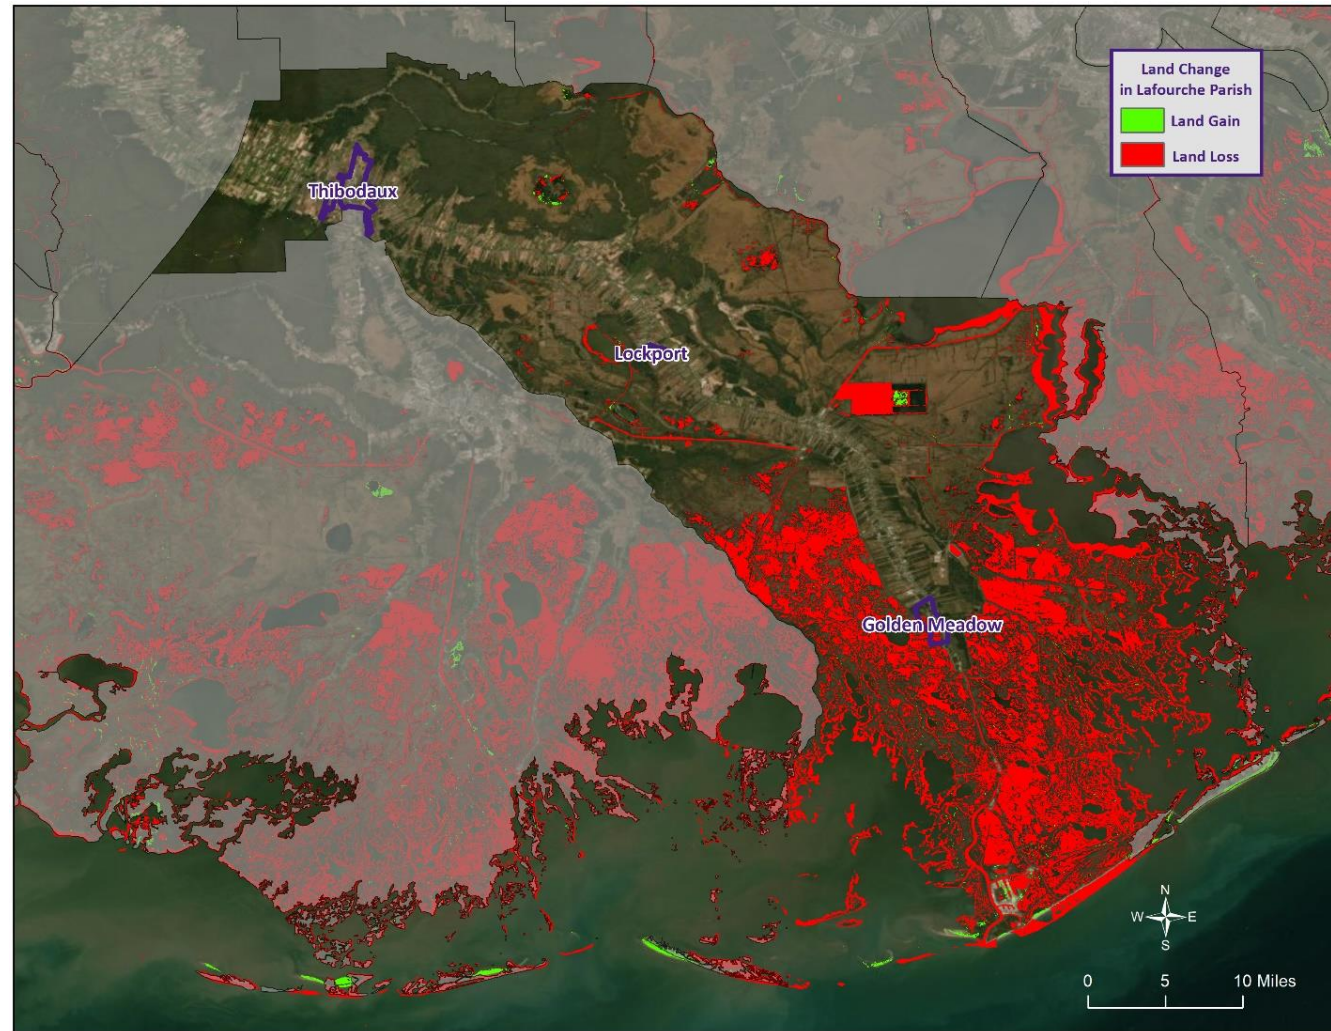 Land Change
in Lafourche Parish
Land Gain
Land Loss
Thibodaux
Lockport
Golden Meadow
N
W E
S
0 5 10 Miles